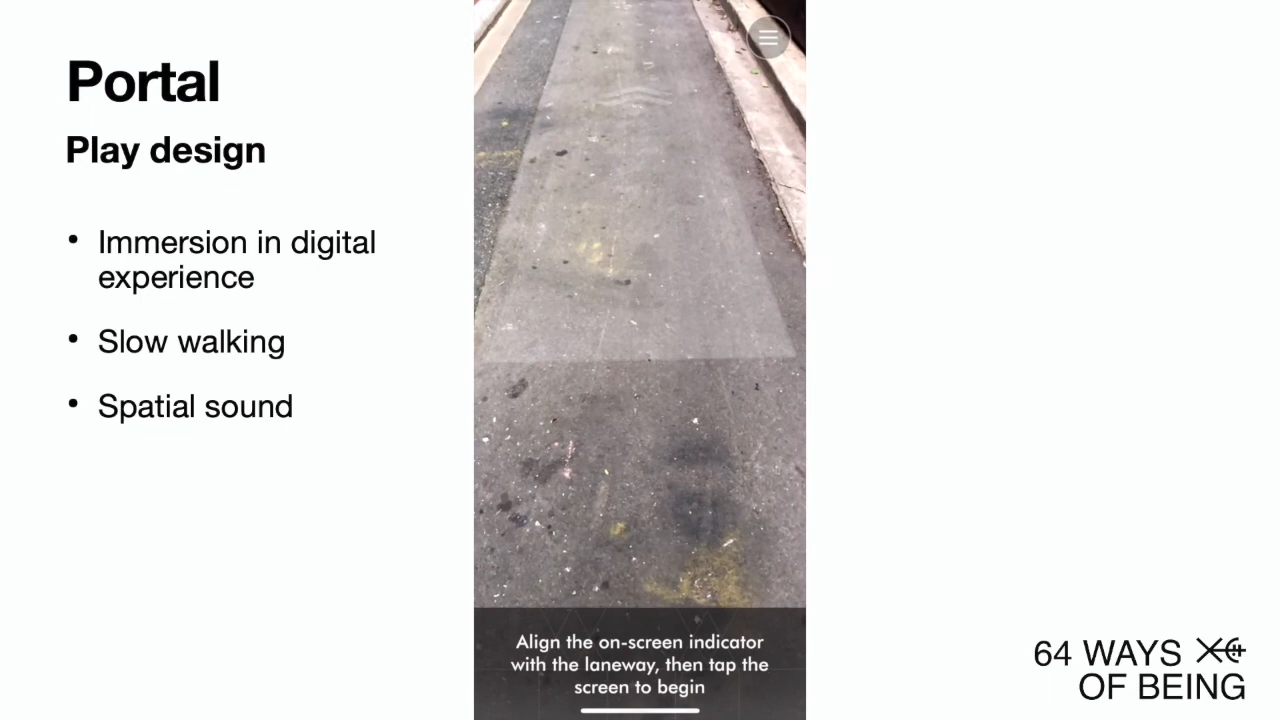 Portal
Play design
• Immersion in digital
experience
• Slow walking
• Spatial sound
Align the on-screen indicator
with the laneway, then tap the
screen to begin
64 WAYS
OF BEING